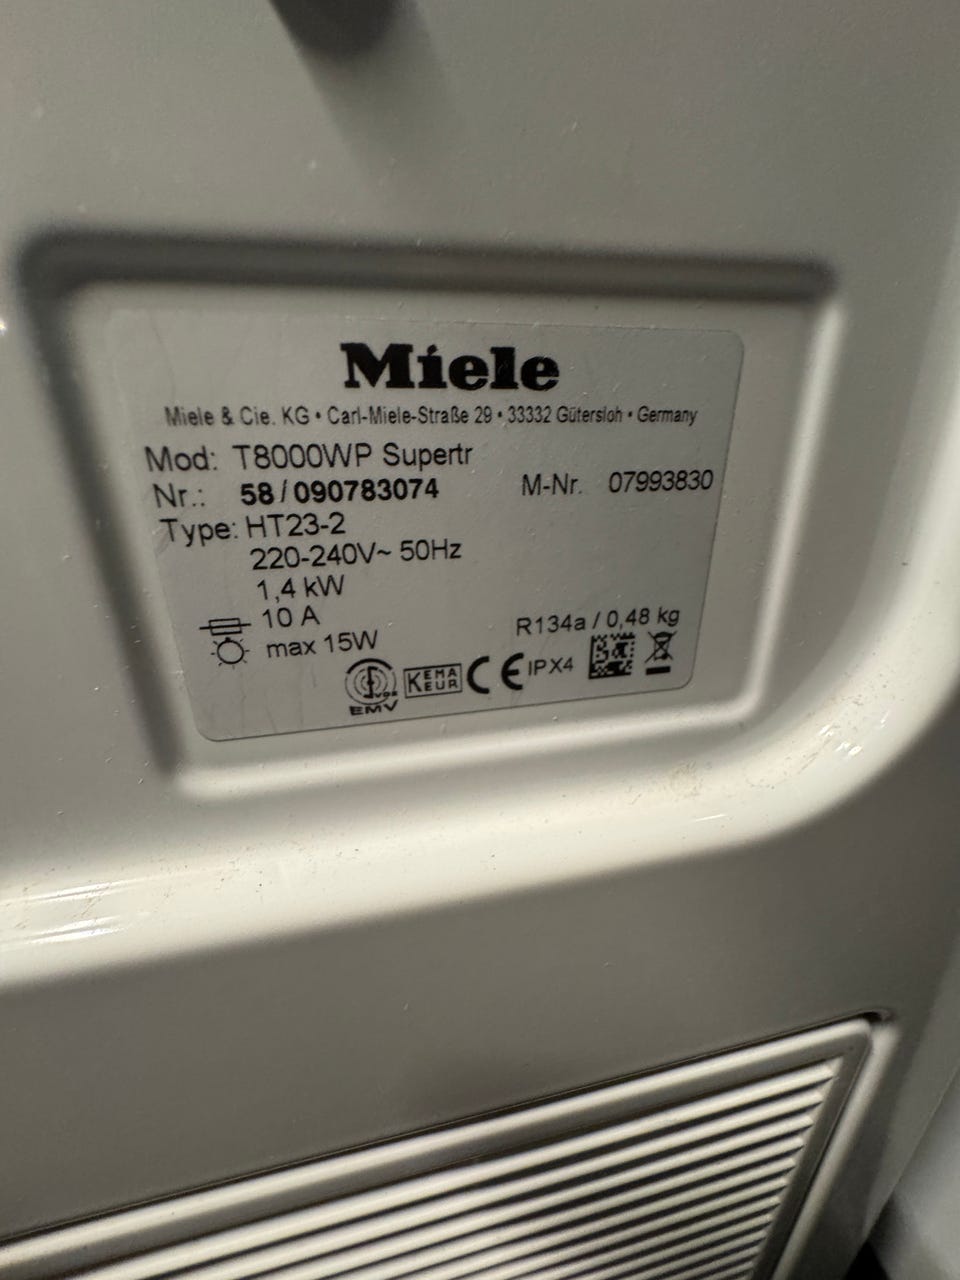 Miele
Miele & Cie. KG • Carl-Miele-Straße 29 • 33332 Gütersloh • Germany
Mod: T8000WP Supertr
Nr.: 58/090783074 M-Nr. 07993830
Type: HT23-2
220-240V~ 50Hz
1,4 kW
10 A
max 15W
R134a / 0,48 kg
VDE
EMV
KEMA
KEUR
CE
IPX4